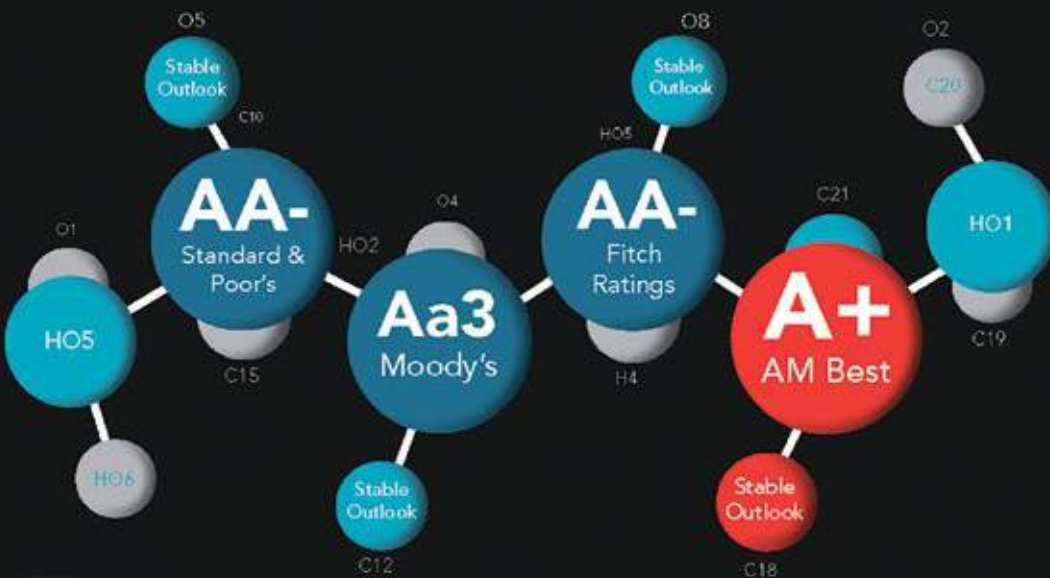 O5
Stable
Outlook
C10
O8
Stable
Outlook
HO5
O2
C20
O1
HO5
HO6
AA-
Standard &
Poor's
C15
HO2
O4
Aa3
Moody's
Stable
Outlook
C12
AA-
Fitch
Ratings
H4
C21
A+
AM Best
Stable
Outlook
C18
HO1
C19